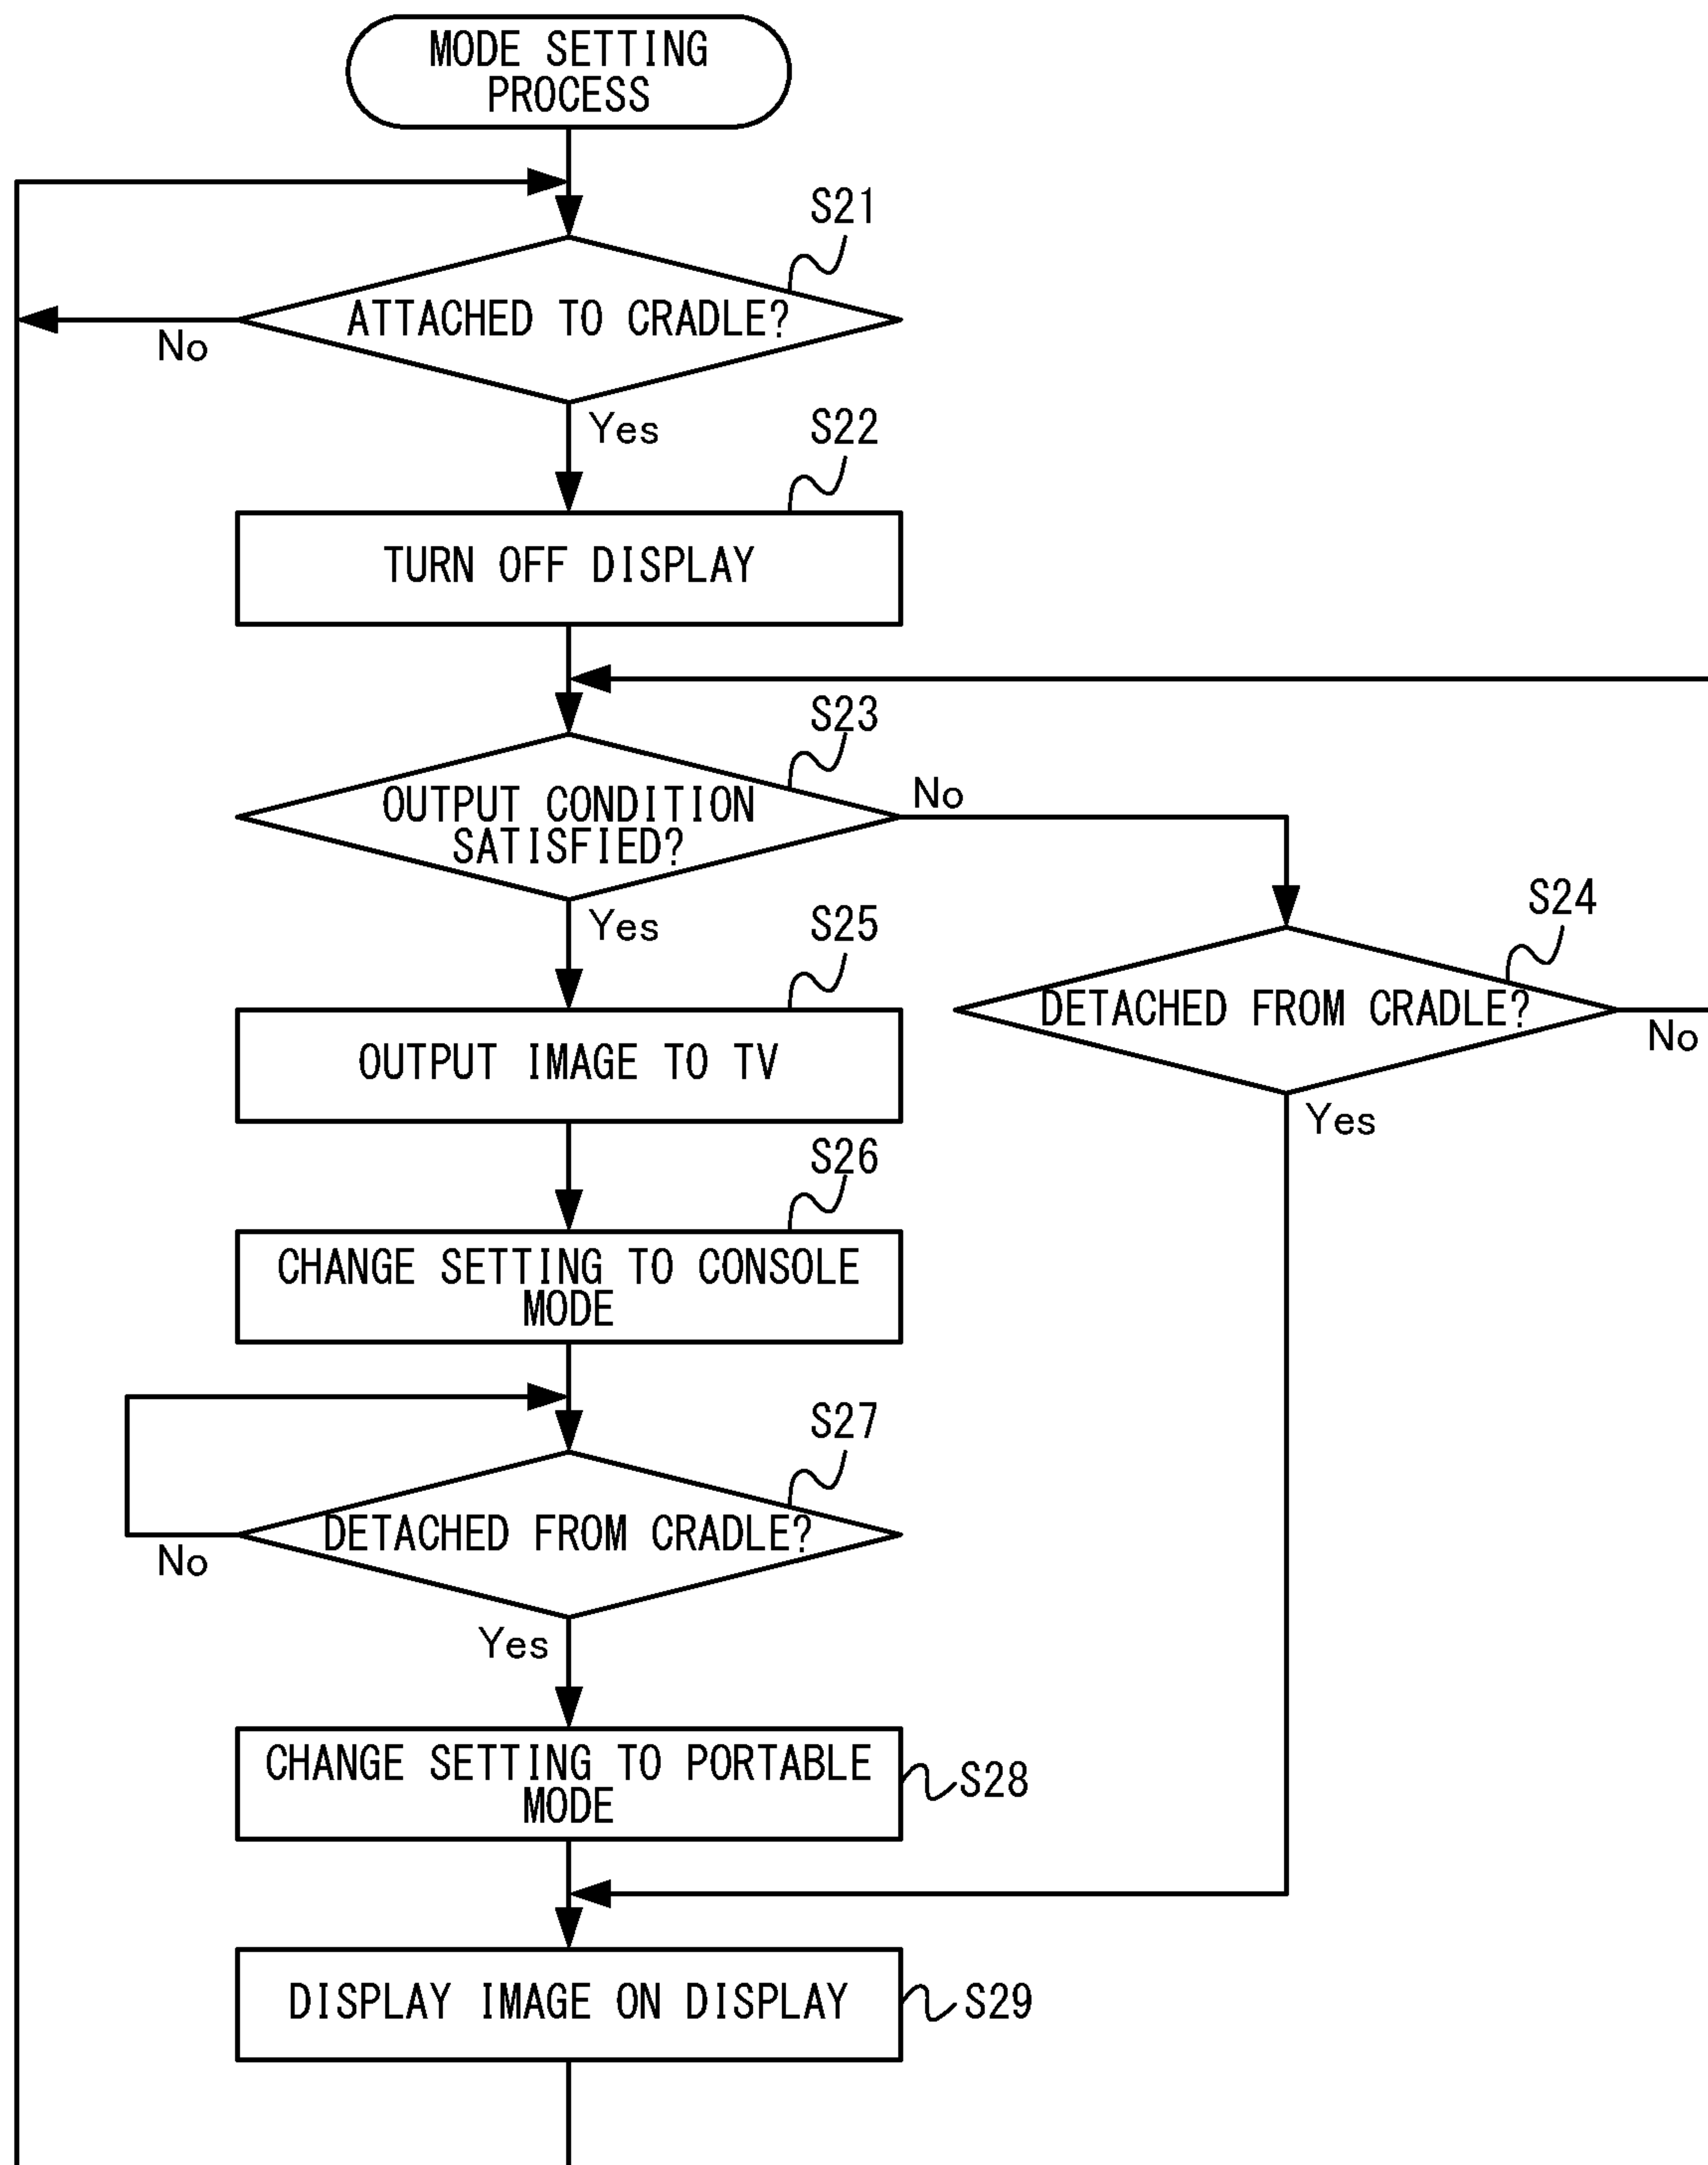 MODE SETTING
PROCESS
S21
ATTACHED TO CRADLE?
No
Yes
S22
TURN OFF DISPLAY
S23
OUTPUT CONDITION
SATISFIED?
No
Yes
S24
DETACHED FROM CRADLE?
No
Yes
S25
OUTPUT IMAGE TO TV
S26
CHANGE SETTING TO CONSOLE
MODE
S27
DETACHED FROM CRADLE?
No
Yes
CHANGE SETTING TO PORTABLE
MODE
S28
DISPLAY IMAGE ON DISPLAY
S29